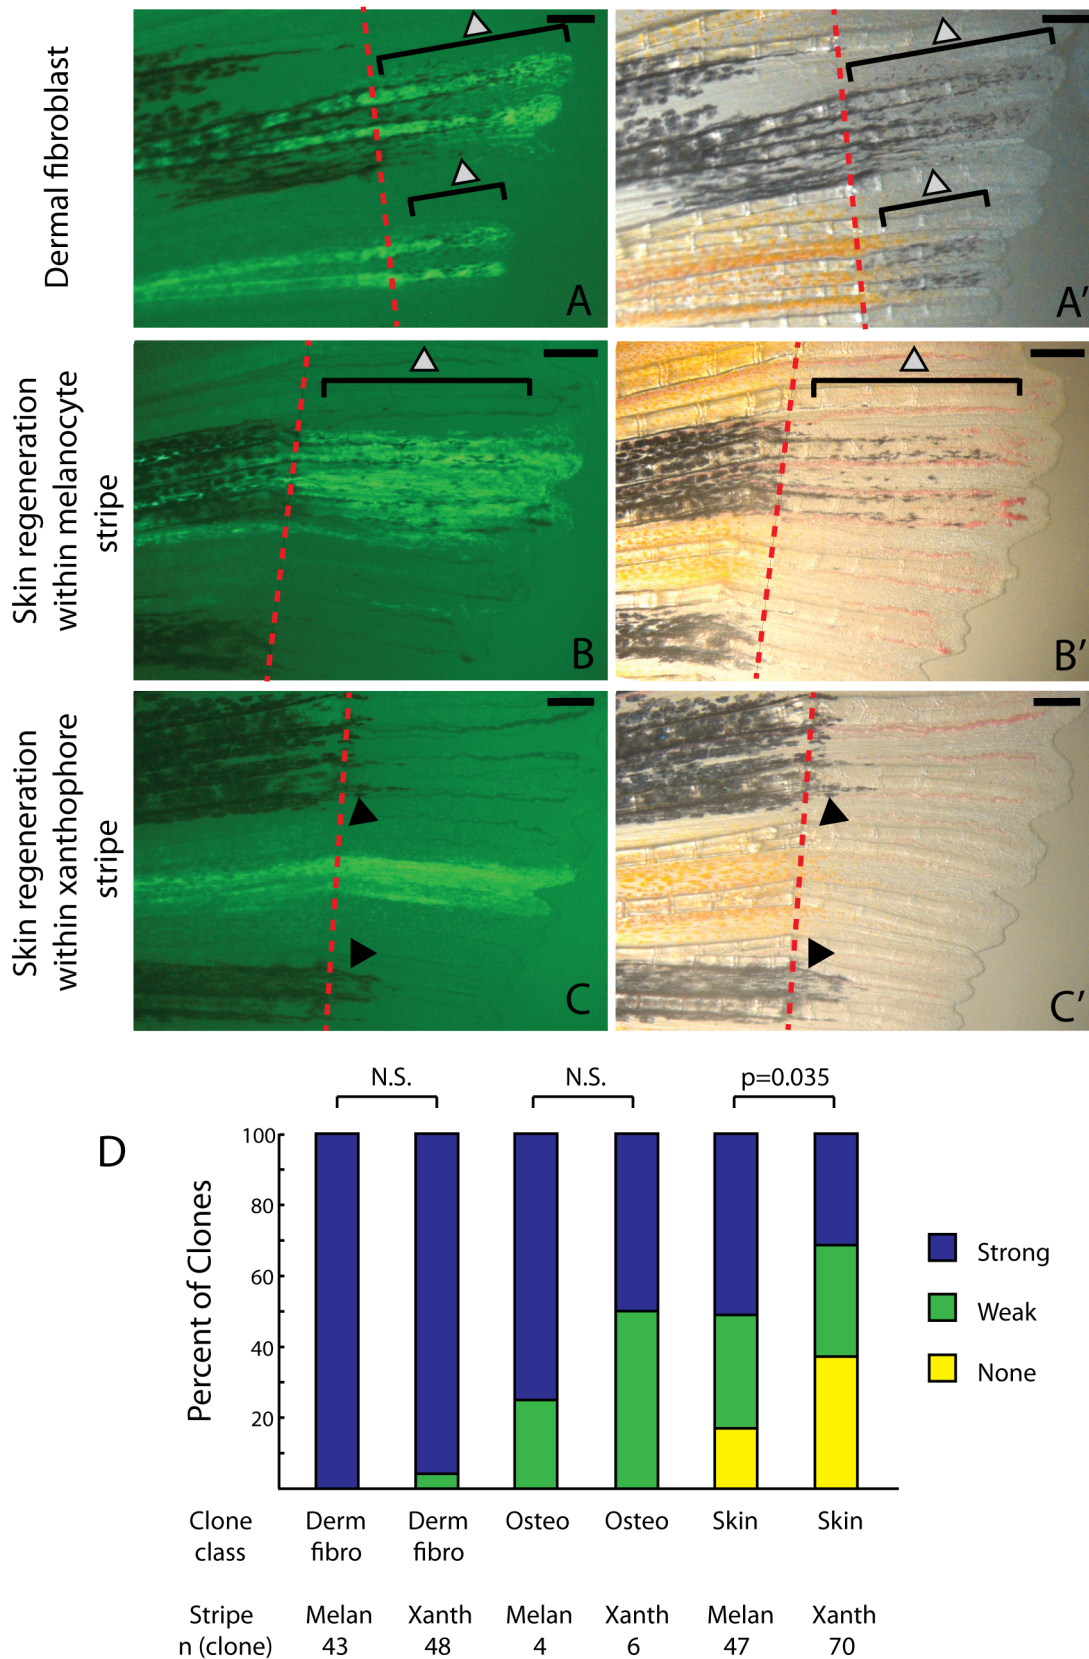 Dermal fibroblast
A
A′
Skin regeneration
within melanocyte
stripe
B
B′
Skin regeneration
within xanthophore
stripe
C
C′
N.S.
N.S.
p=0.035
D
Percent of Clones
100
80
60
40
20
Strong
Weak
None
Clone class
Derm fibro
Derm fibro
Osteo
Osteo
Skin
Skin
Stripe Melan Xanth Melan Xanth Melan Xanth
n (clone) 43 48 4 6 47 70